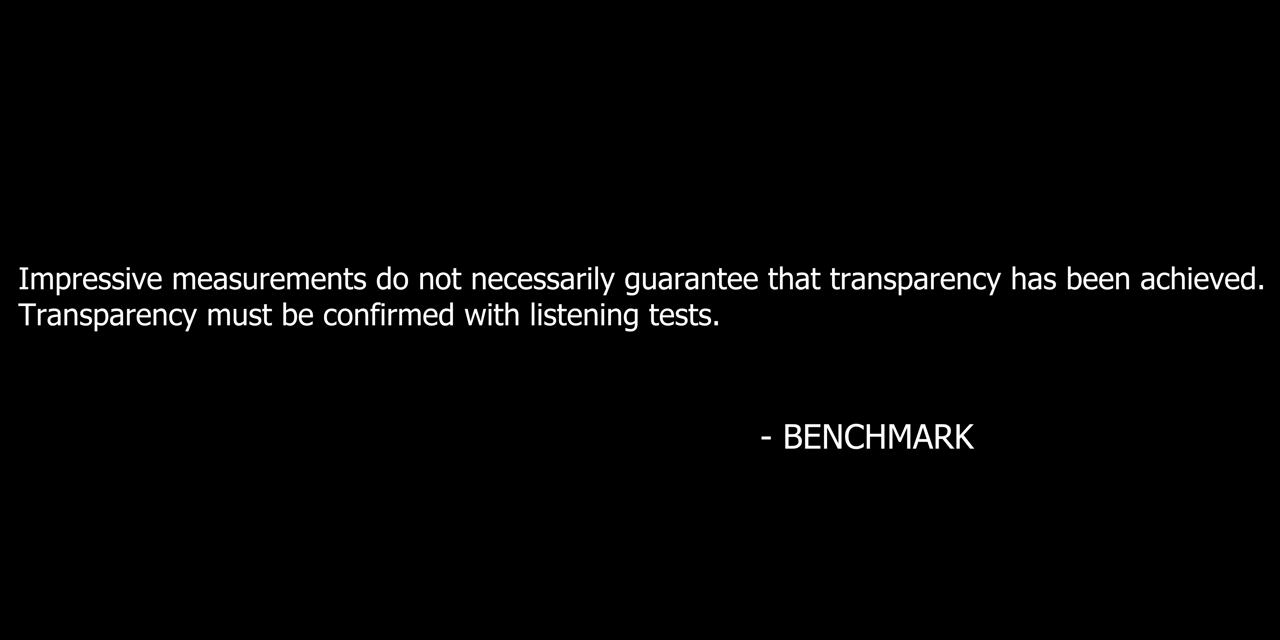 Impressive measurements do not necessarily guarantee that transparency has been achieved.
Transparency must be confirmed with listening tests.
- BENCHMARK